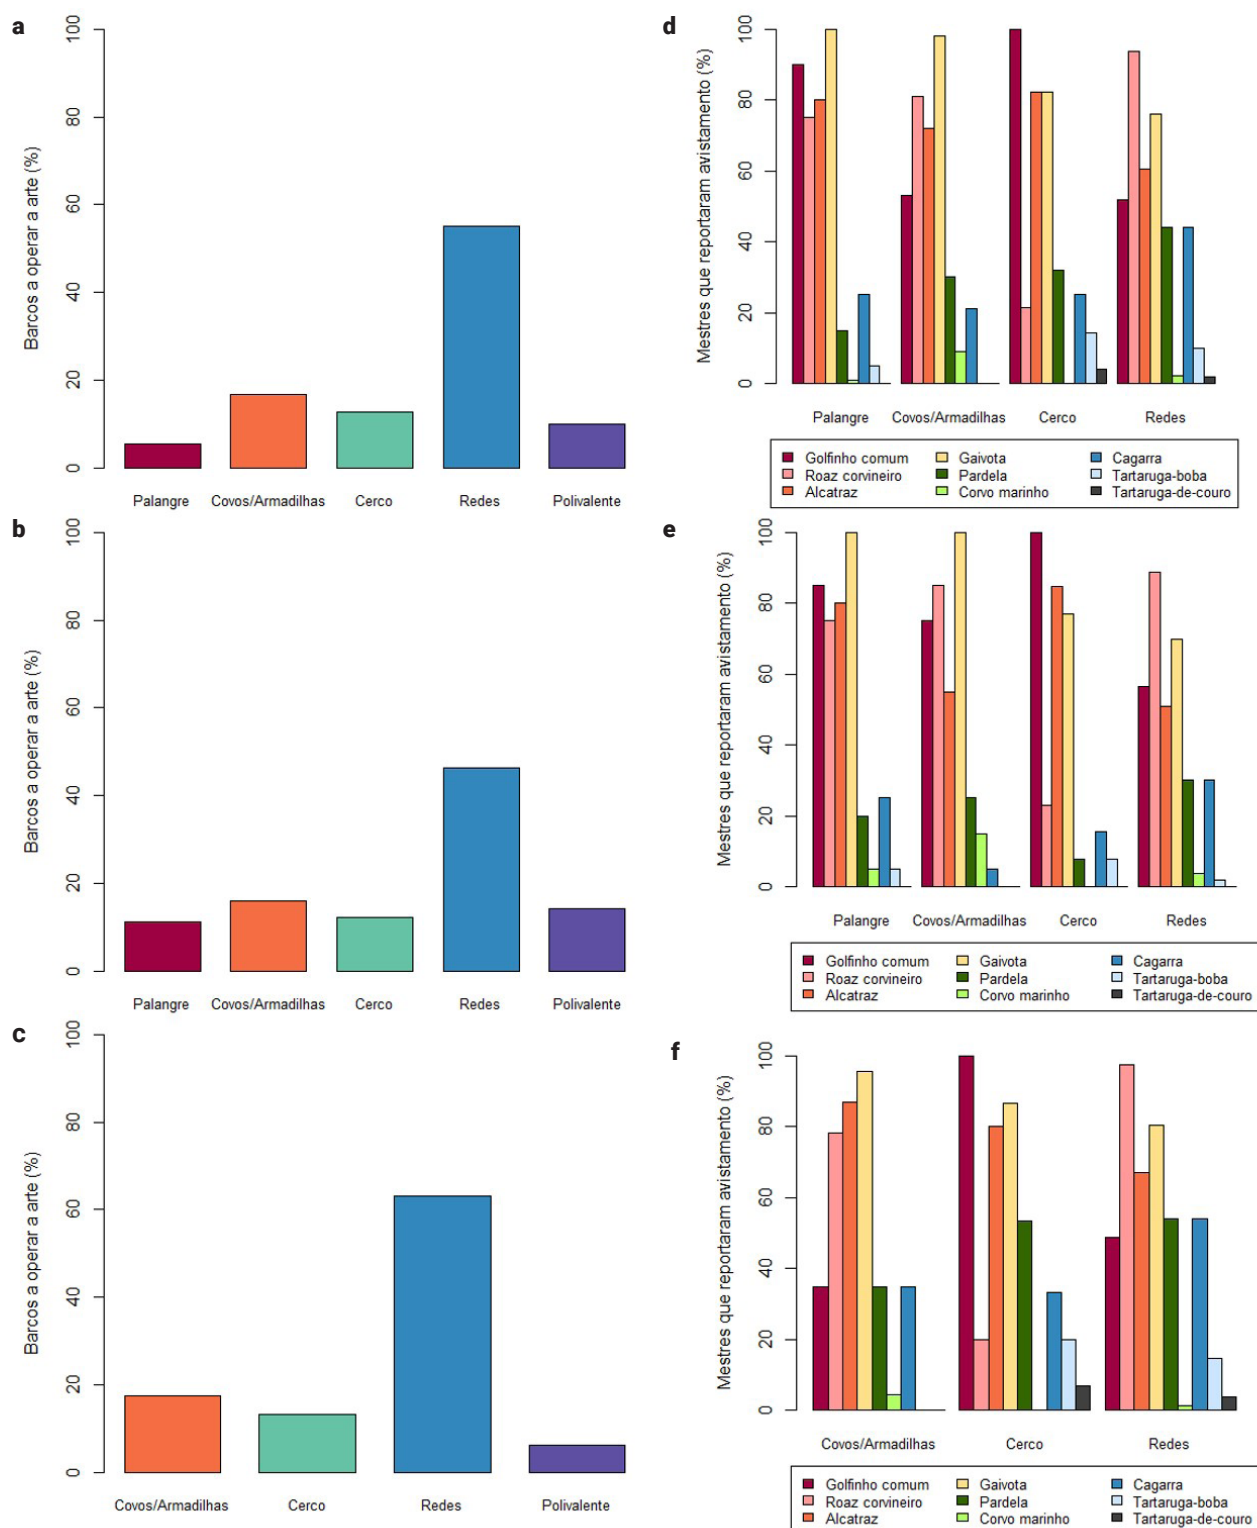 a
Barcos a operar a arte (%)
100
80
60
40
20
0
Palangre Covos/Armadilhas Cerco Redes Polivalente
d
Mestres que reportaram avistamento (%)
100
80
60
40
20
0
Palangre Covos/Armadilhas Cerco Redes
Golfinho comum Gaivota Cagarra
Roaz corvineiro Pardela Tartaruga-boba
Alcatraz Corvo marinho Tartaruga-de-couro
b
Barcos a operar a arte (%)
100
80
60
40
20
0
Palangre Covos/Armadilhas Cerco Redes Polivalente
e
Mestres que reportaram avistamento (%)
100
80
60
40
20
0
Palangre Covos/Armadilhas Cerco Redes
Golfinho comum Gaivota Cagarra
Roaz corvineiro Pardela Tartaruga-boba
Alcatraz Corvo marinho Tartaruga-de-couro
c
Barcos a operar a arte (%)
100
80
60
40
20
0
Covos/Armadilhas Cerco Redes Polivalente
f
Mestres que reportaram avistamento (%)
100
80
60
40
20
0
Covos/Armadilhas Cerco Redes
Golfinho comum Gaivota Cagarra
Roaz corvineiro Pardela Tartaruga-boba
Alcatraz Corvo marinho Tartaruga-de-couro